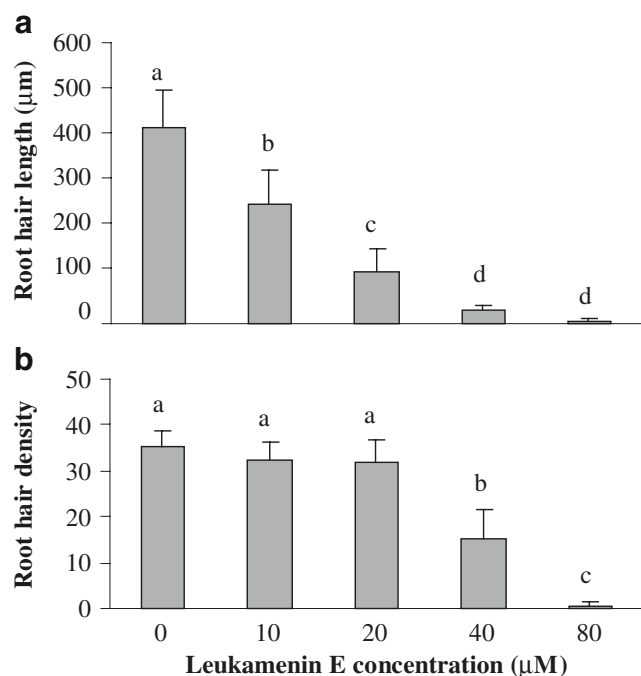 a
Root hair length (µm)
600
500
400
300
200
100
0
a
b
c
d
d
b
Root hair density
50
40
30
20
10
0
a
a
a
b
c
0 10 20 40 80
Leukamenin E concentration (µM)